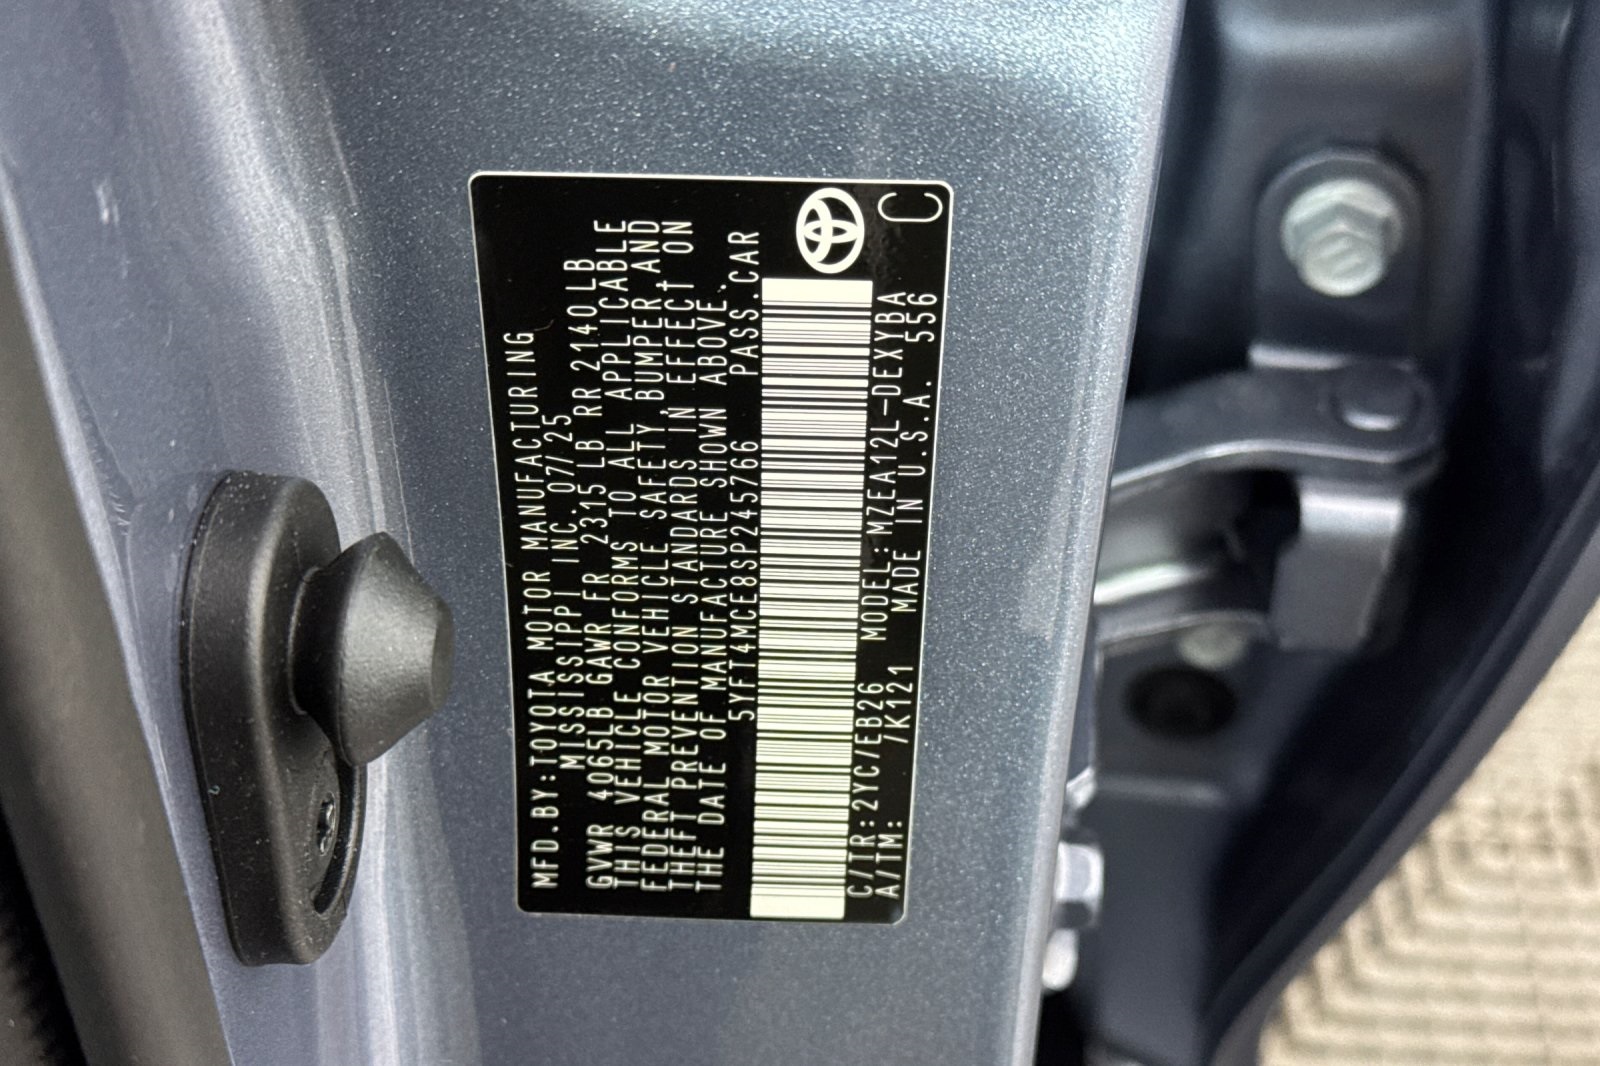 MFD.BY:TOYOTA MOTOR MANUFACTURING
MISSISSIPPI INC. 07/25
GVWR 4065LB GAWR FR 2315 LB RR 2140LB
THIS VEHICLE CONFORMS TO ALL APPLICABLE
FEDERAL MOTOR VEHICLE SAFETY BUMPER AND
THEFT PREVENTION STANDARDS IN EFFECT ON
THE DATE OF MANUFACTURE SHOWN ABOVE.
5YFT4MCE8SP245766 PASS.CAR
C/TR:2YC/EB26 MODEL:MZEA12L-DEXYBA
A/TM: /K121 MADE IN U.S.A. 556
C